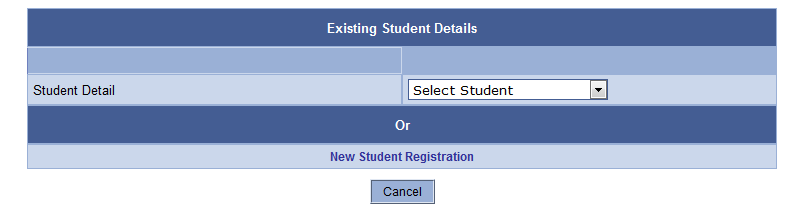 Existing Student Details
Student Detail Select Student
Or
New Student Registration
Cancel